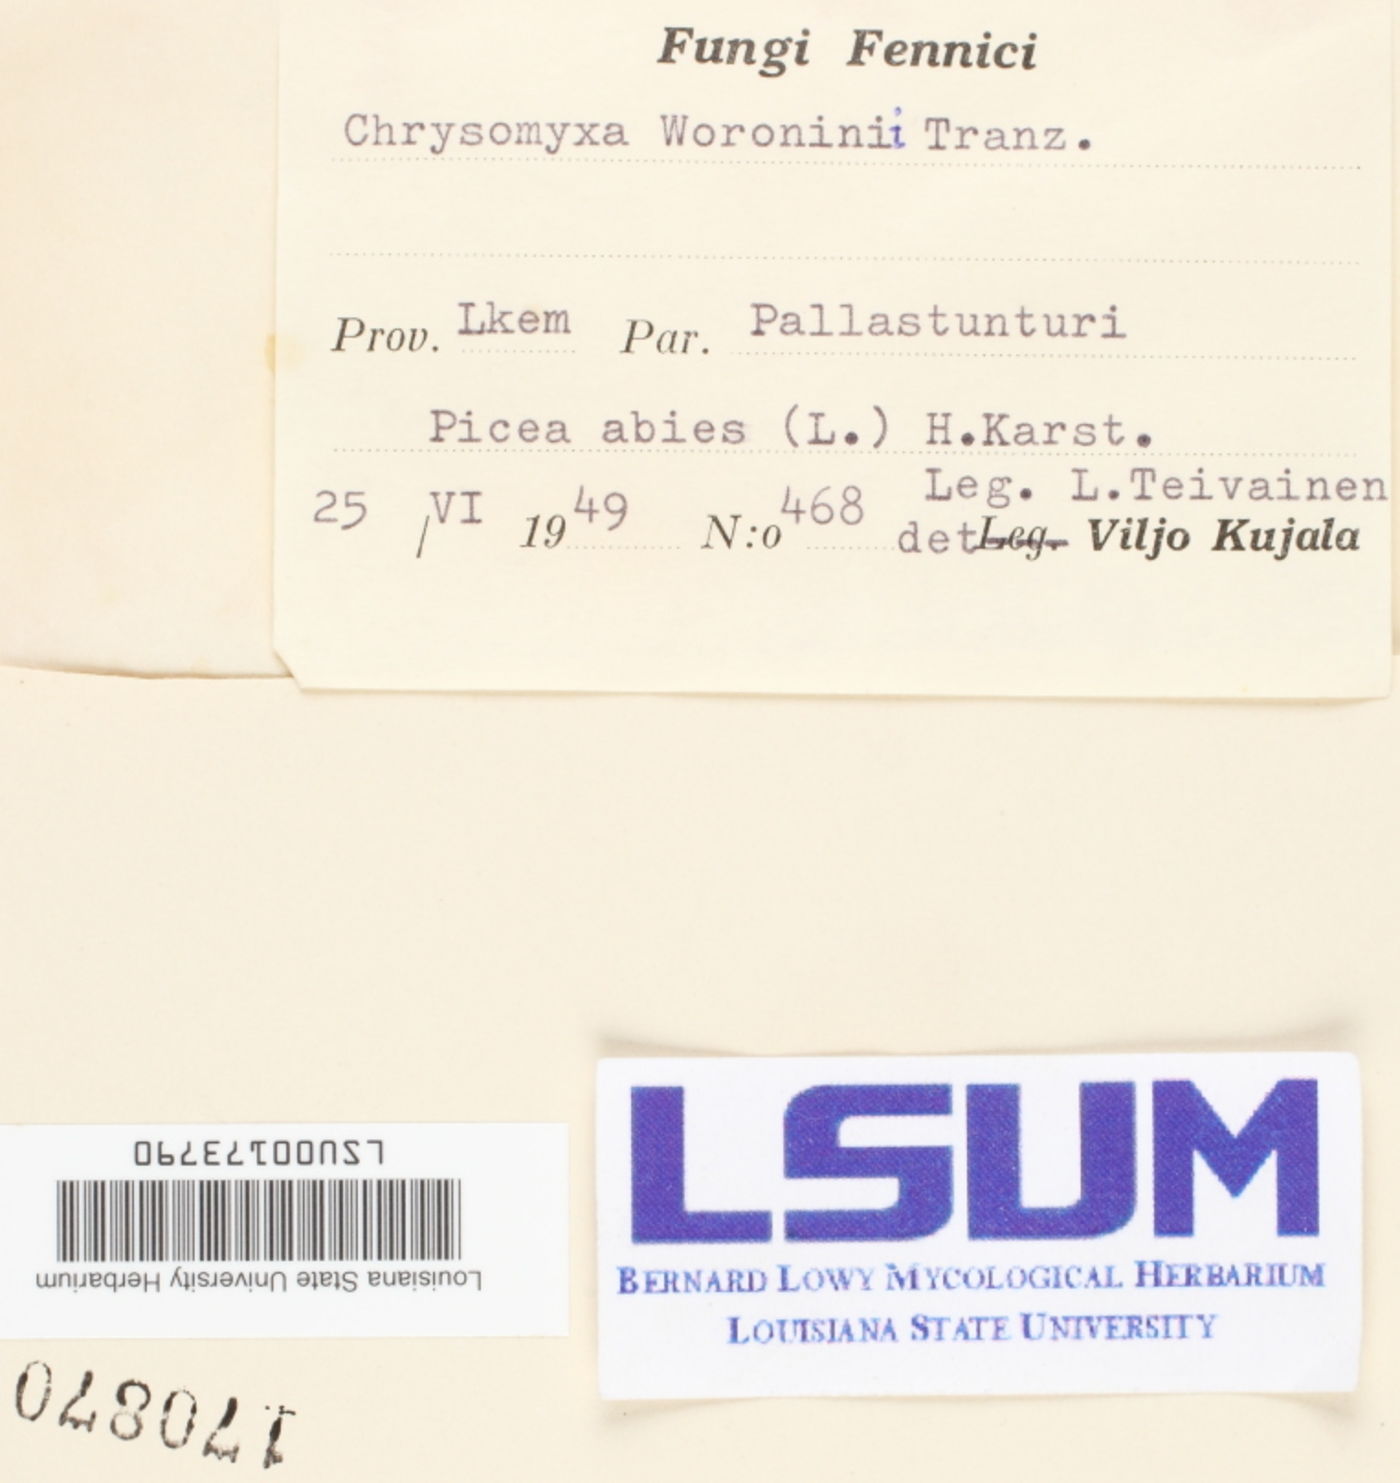 Fungi Fennici
Chrysomyxa Woroninii Tranz.
Prov. Lkem Par. Pallastunturi
Picea abies (L.) H.Karst.
Leg. L.Teivainen
25 /VI 1949 N:o 468 det Leg. Viljo Kujala
LSUM
BERNARD LOWY MYCOLOGICAL HERBARIUM
LOUISIANA STATE UNIVERSITY
LSU00173790
Louisiana State University Herbarium
170870